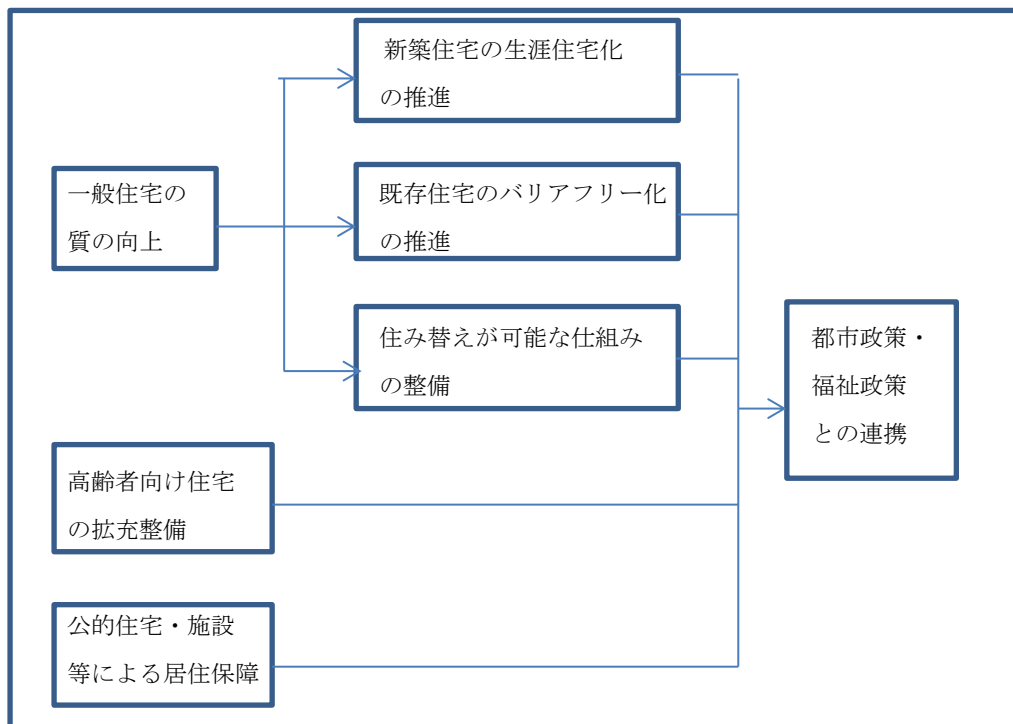 新築住宅の生涯住宅化
の推進
一般住宅の
質の向上
既存住宅のバリアフリー化
の推進
住み替えが可能な仕組み
の整備
都市政策・
福祉政策
との連携
高齢者向け住宅
の拡充整備
公的住宅・施設
等による居住保障